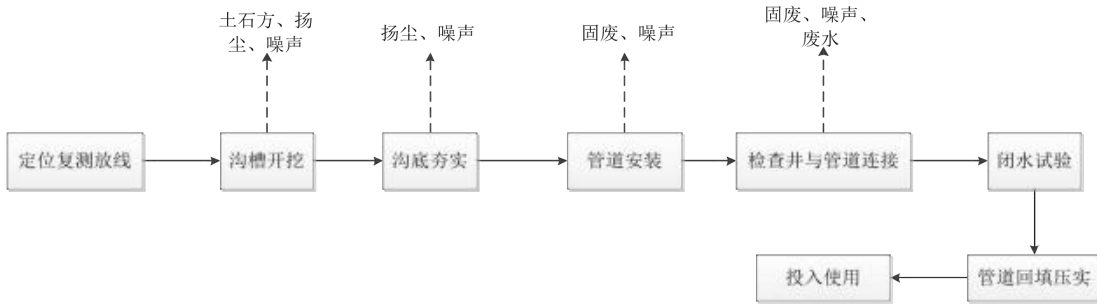 土石方、扬
尘、噪声
扬尘、噪声
固废、噪声
固废、噪声、
废水
定位复测放线
沟槽开挖
沟底夯实
管道安装
检查井与管道连接
闭水试验
投入使用
管道回填压实